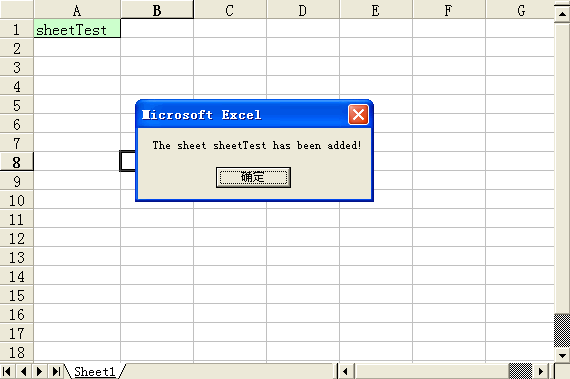 A B C D E F G
1 sheetTest
2
3
4
5
6
7
8
9
10
11
12
13
14
15
16
17
18
Microsoft Excel
The sheet sheetTest has been added!
确定
Sheet1